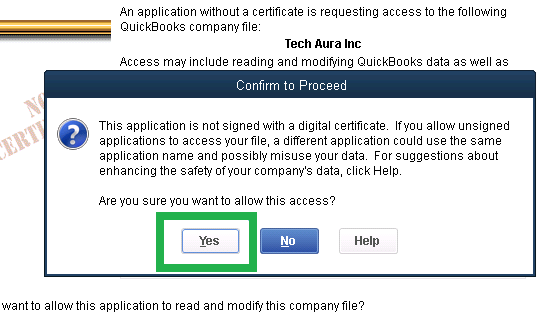 An application without a certificate is requesting access to the following
QuickBooks company file:
Tech Aura Inc
Access may include reading and modifying QuickBooks data as well as
Confirm to Proceed
This application is not signed with a digital certificate.  If you allow unsigned
applications to access your file, a different application could use the same
application name and possibly misuse your data.  For suggestions about
enhancing the safety of your company's data, click Help.
Are you sure you want to allow this access?
Yes No Help
want to allow this application to read and modify this company file?